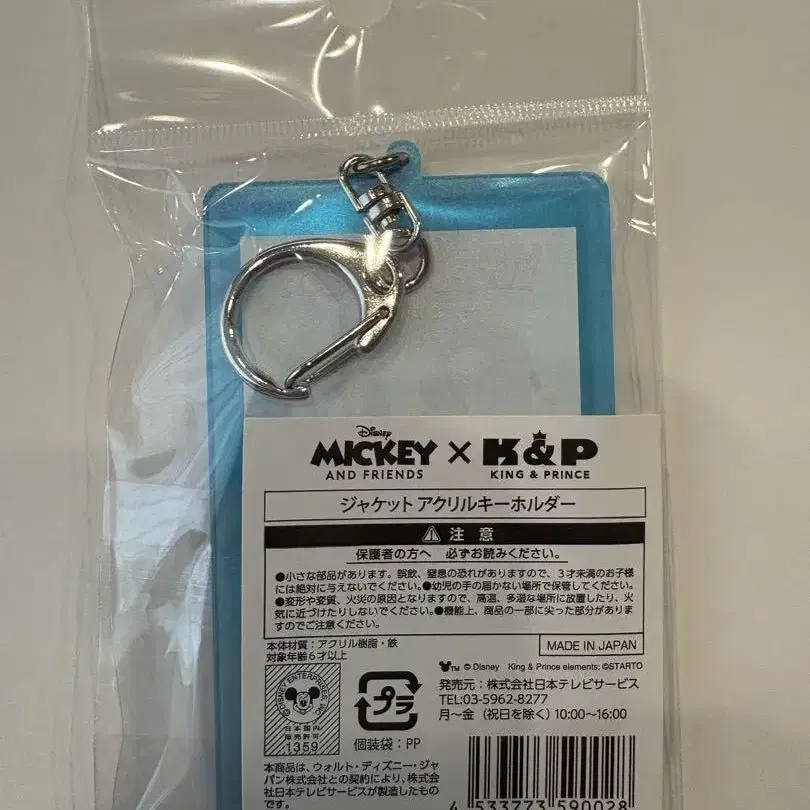 Disney
MICKEY × K&P
AND FRIENDS KING & PRINCE
ジャケット アクリルキーホルダー
注 意
保護者の方へ 必ずお読みください。
●小さな部品があります。誤飲、窒息の恐れがありますので、3才未満のお子様
には絶対に与えないでください。●幼児の手の届かない場所で保管してください。
●変形や変質、火災の原因となりますので、高温、多湿な場所に放置したり、火
気に近づけたりしないでください。●機能上、商品の一部に尖った部分がありま
すのでご注意ください。
本体材質：アクリル樹脂・鉄
対象年齢6才以上
MADE IN JAPAN
TM © Disney King & Prince elements: ©STARTO
発売元：株式会社日本テレビサービス
TEL:03-5962-8277
月～金（祝日を除く）10:00～16:00
©DISNEY ENTERPRISES, INC.
日本国内
販売許可
1359
プラ
個装袋：PP
本商品は、ウォルト・ディズニー・ジャ
パン株式会社との契約により、株式会
社日本テレビサービスが製造したもので
4 533773 590028